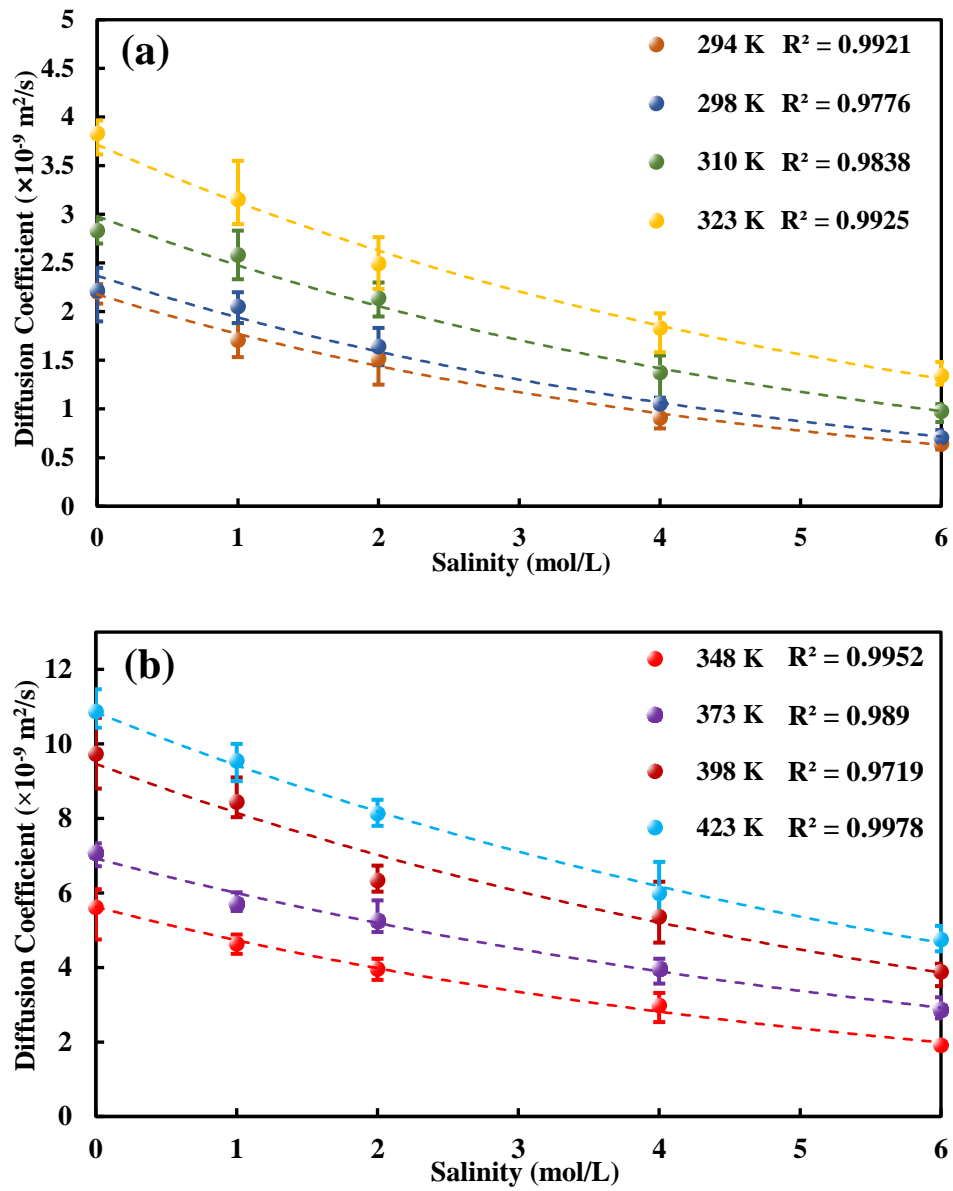 (a)
5
4.5
4
3.5
3
2.5
2
1.5
1
0.5
0
Diffusion Coefficient (×10⁻⁹ m²/s)
294 K R² = 0.9921
298 K R² = 0.9776
310 K R² = 0.9838
323 K R² = 0.9925
0 1 2 3 4 5 6
Salinity (mol/L)
(b)
12
10
8
6
4
2
0
Diffusion Coefficient (×10⁻⁹ m²/s)
348 K R² = 0.9952
373 K R² = 0.989
398 K R² = 0.9719
423 K R² = 0.9978
0 1 2 3 4 5 6
Salinity (mol/L)